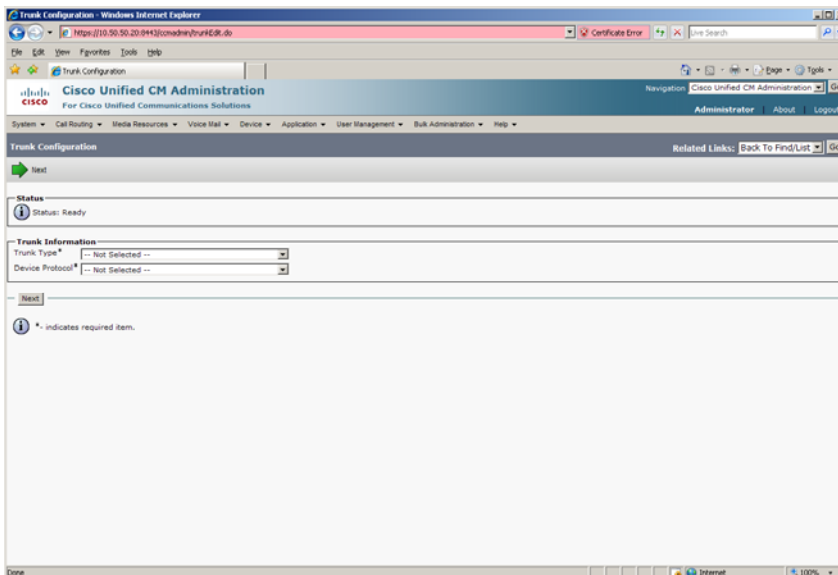 Trunk Configuration - Windows Internet Explorer
https://10.50.50.20:8443/ccmadmin/trunkEdit.do
Certificate Error
Live Search
File Edit View Favorites Tools Help
Trunk Configuration
Page Tools
cisco
Cisco Unified CM Administration
For Cisco Unified Communications Solutions
Navigation Cisco Unified CM Administration Go
Administrator | About | Logout
System Call Routing Media Resources Voice Mail Device Application User Management Bulk Administration Help
Trunk Configuration
Related Links: Back To Find/List Go
Next
Status
Status: Ready
Trunk Information
Trunk Type* -- Not Selected --
Device Protocol* -- Not Selected --
Next
*- indicates required item.
Done
Internet
100%